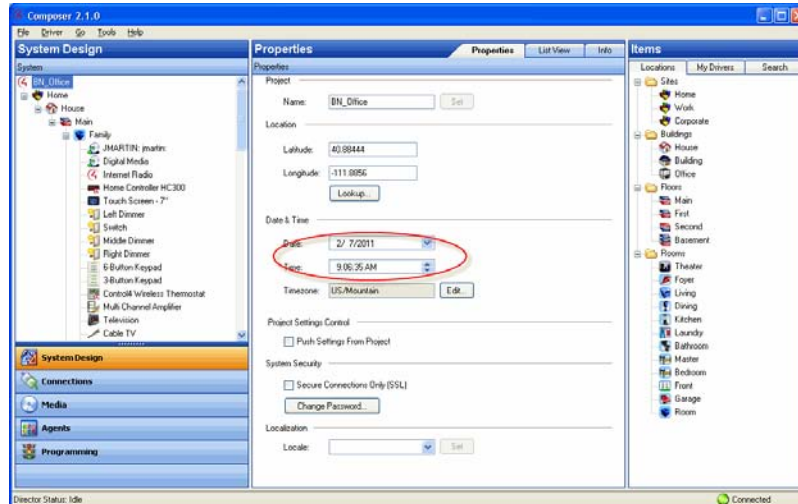 Composer 2.1.0
File Driver Go Tools Help
System Design
System
BN_Office
Home
House
Main
Family
JMARTIN: jmartin:
Digital Media
Internet Radio
Home Controller HC300
Touch Screen - 7"
Left Dimmer
Switch
Middle Dimmer
Right Dimmer
6-Button Keypad
3-Button Keypad
Control4 Wireless Thermostat
Multi Channel Amplifier
Television
Cable TV
System Design
Connections
Media
Agents
Programming
Properties
Properties List View Info
Properties
Project
Name: BN_Office Set
Location
Latitude: 40.88444
Longitude: -111.8856
Lookup...
Date & Time
Date: 2/ 7/2011
Time: 9:06:35 AM
Timezone: US/Mountain Edit...
Project Settings Control
Push Settings From Project
System Security
Secure Connections Only (SSL)
Change Password...
Localization
Locale: Set
Items
Locations My Drivers Search
Sites
Home
Work
Corporate
Buildings
House
Building
Office
Floors
Main
First
Second
Basement
Rooms
Theater
Foyer
Living
Dining
Kitchen
Laundry
Bathroom
Master
Bedroom
Front
Garage
Room
Director Status: Idle
Connected